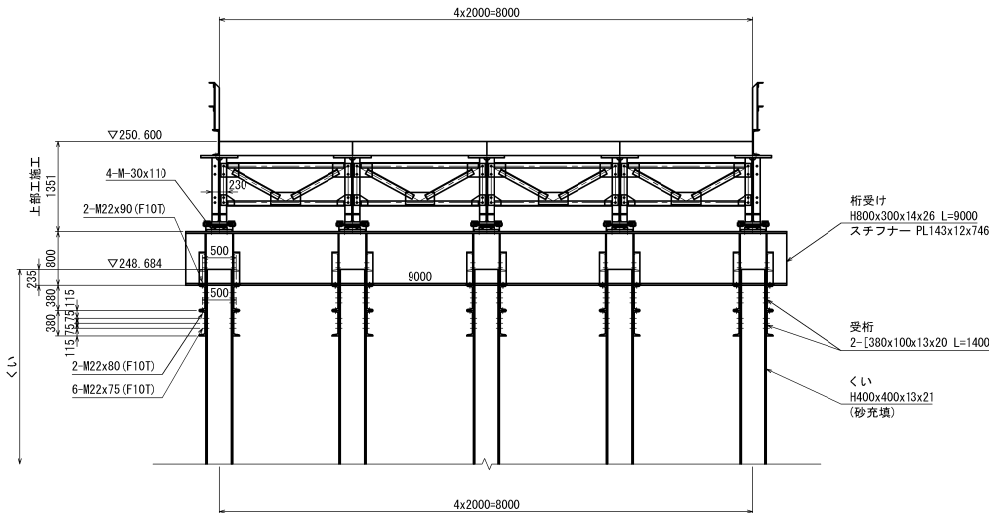 4x2000=8000
▽250.600
上部工施工
1351
4-M-30x110
230
2-M22x90(F10T)
桁受け
H800x300x14x26 L=9000
スチフナー PL143x12x746
800
500
▽248.684
235
9000
500
380
115
75
380
75
115
受桁
2-[380x100x13x20 L=1400
2-M22x80(F10T)
くい
6-M22x75(F10T)
くい
H400x400x13x21
(砂充填)
4x2000=8000